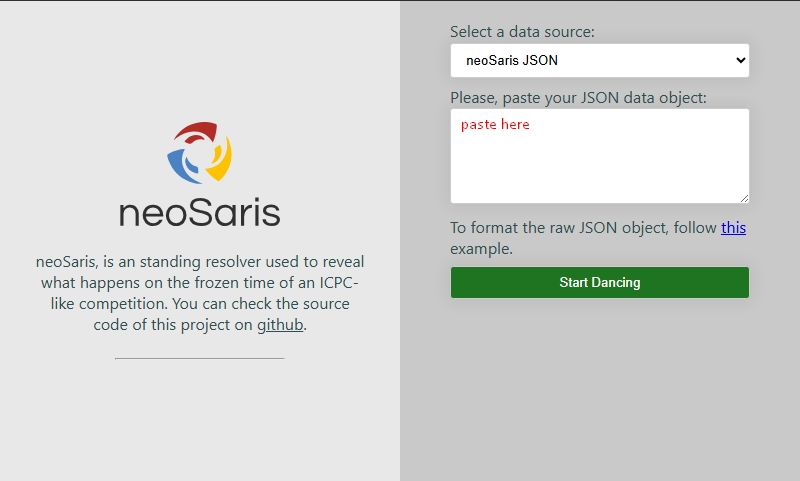 neoSaris
neoSaris, is an standing resolver used to reveal
what happens on the frozen time of an ICPC-
like competition. You can check the source
code of this project on github.
Select a data source:
neoSaris JSON
Please, paste your JSON data object:
paste here
To format the raw JSON object, follow this
example.
Start Dancing